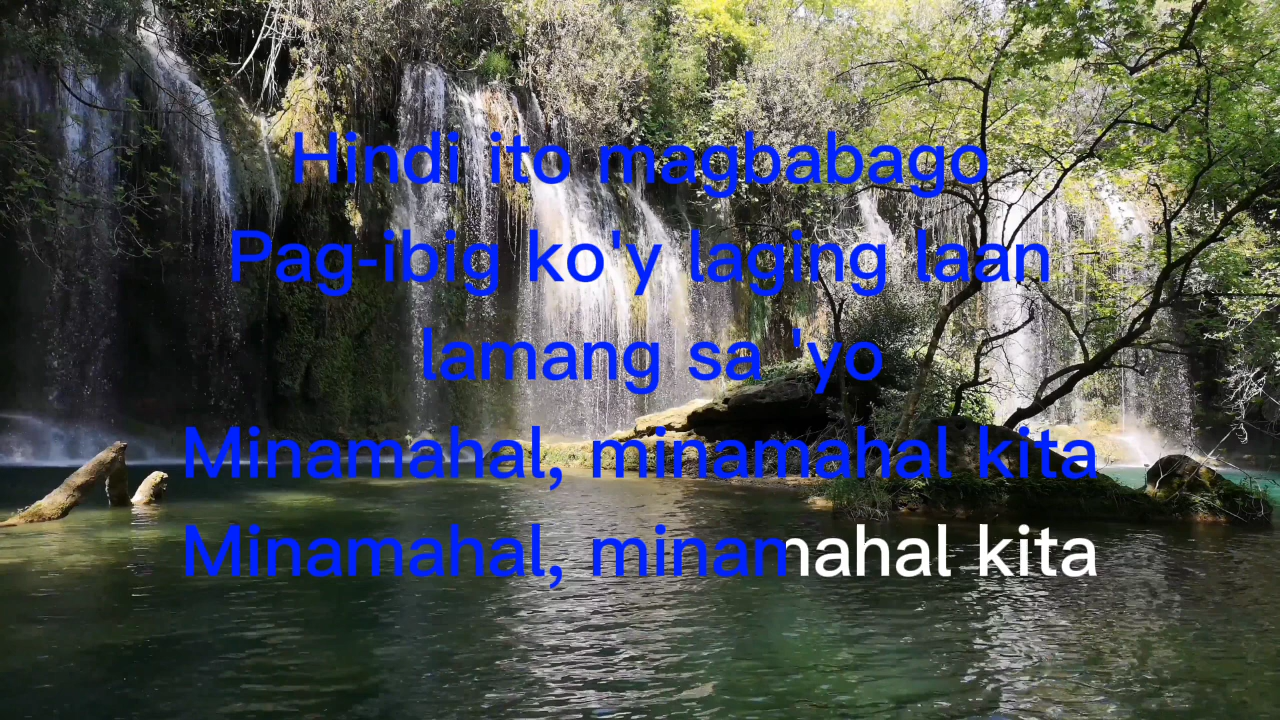 Hindi ito magbabago
Pag-ibig ko'y laging laan
lamang sa 'yo
Minamahal, minamahal kita
Minamahal, minamahal kita